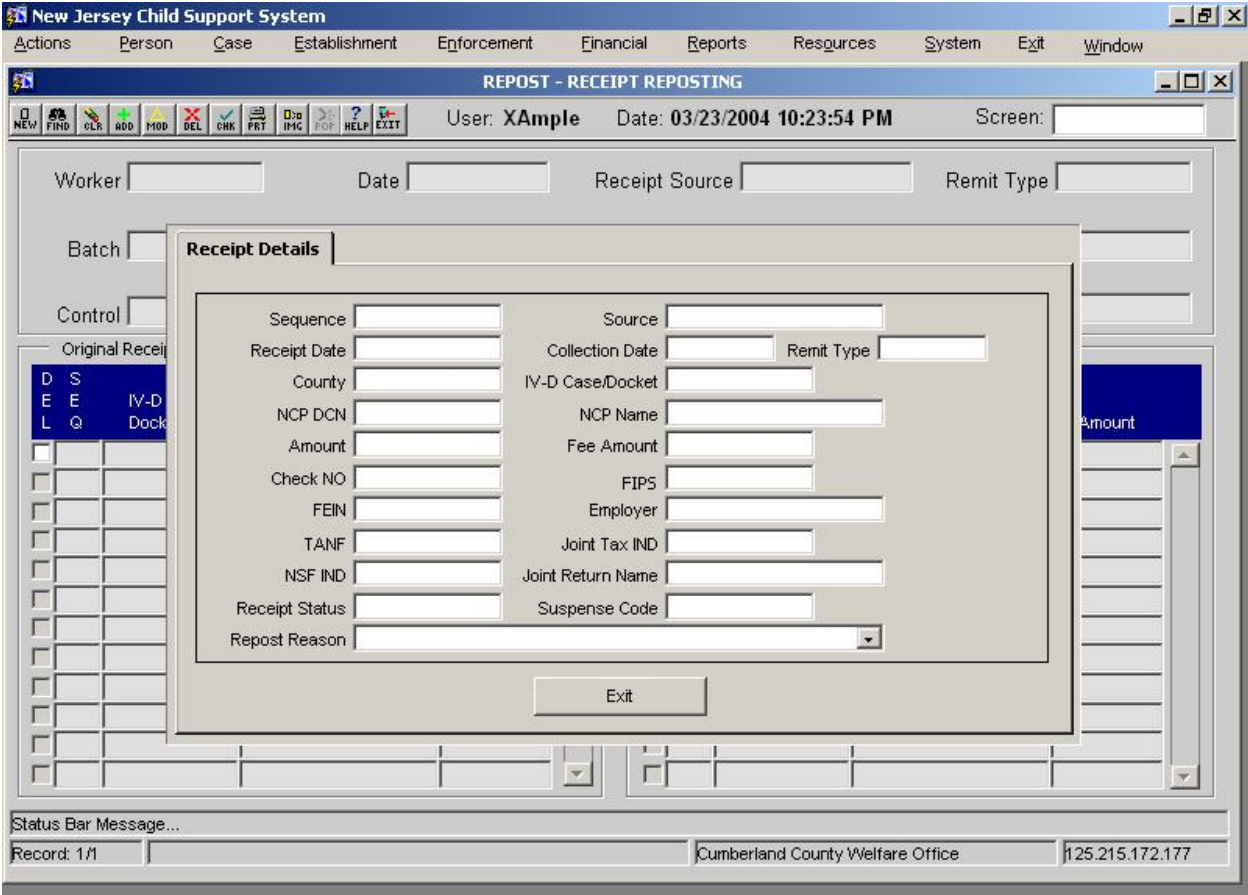 New Jersey Child Support System
Actions Person Case Establishment Enforcement Financial Reports Resources System Exit Window
REPOST - RECEIPT REPOSTING
NEW FIND CLR ADD MOD DEL CHK PRT IMG POP HELP EXIT User: XAmple Date: 03/23/2004 10:23:54 PM Screen:
Worker Date Receipt Source Remit Type
Batch
Control
Receipt Details
Sequence Source
Receipt Date Collection Date Remit Type
County IV-D Case/Docket
NCP DCN NCP Name
Amount Fee Amount
Check NO FIPS
FEIN Employer
TANF Joint Tax IND
NSF IND Joint Return Name
Receipt Status Suspense Code
Repost Reason
Exit
Original Receip
D S
E E IV-D
L Q Dock Amount
Status Bar Message...
Record: 1/1 Cumberland County Welfare Office 125.215.172.177